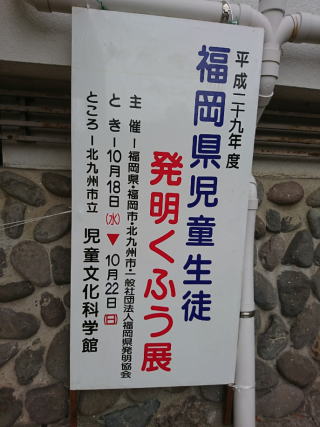 平成二十九年度
福岡県児童生徒
発明くふう展
主催ー福岡県・福岡市・北九州市・一般社団法人福岡県発明協会
とき－10月18日(水)▼10月22日(日)
ところ－北九州市立 児童文化科学館